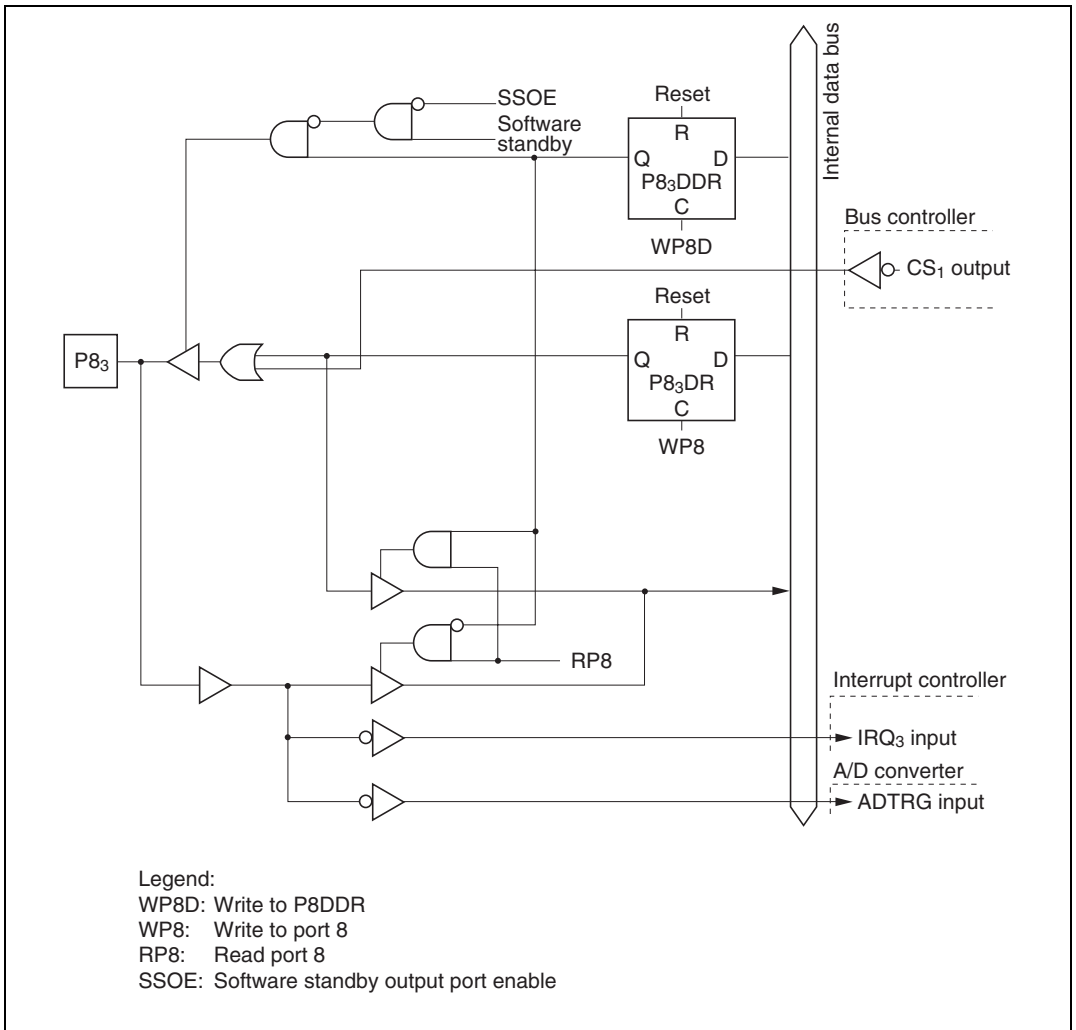 SSOE
Software
standby
Reset
R
Q D
P8₃DDR
C
WP8D
Internal data bus
Bus controller
CS₁ output
Reset
R
Q D
P8₃DR
C
WP8
P8₃
RP8
Interrupt controller
IRQ₃ input
A/D converter
ADTRG input
Legend:
WP8D: Write to P8DDR
WP8: Write to port 8
RP8: Read port 8
SSOE: Software standby output port enable